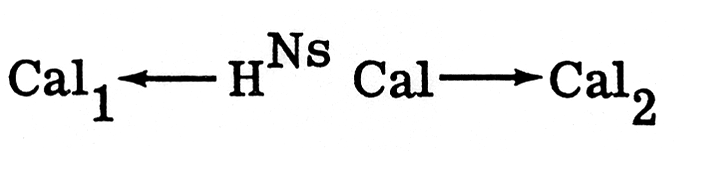 Cal₁ ← H^Ns Cal → Cal₂